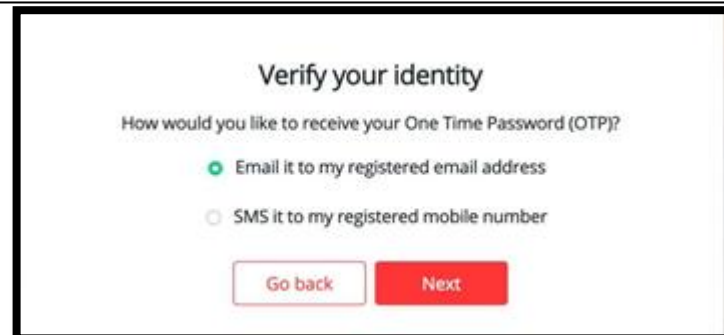 Verify your identity
How would you like to receive your One Time Password (OTP)?
Email it to my registered email address
SMS it to my registered mobile number
Go back Next